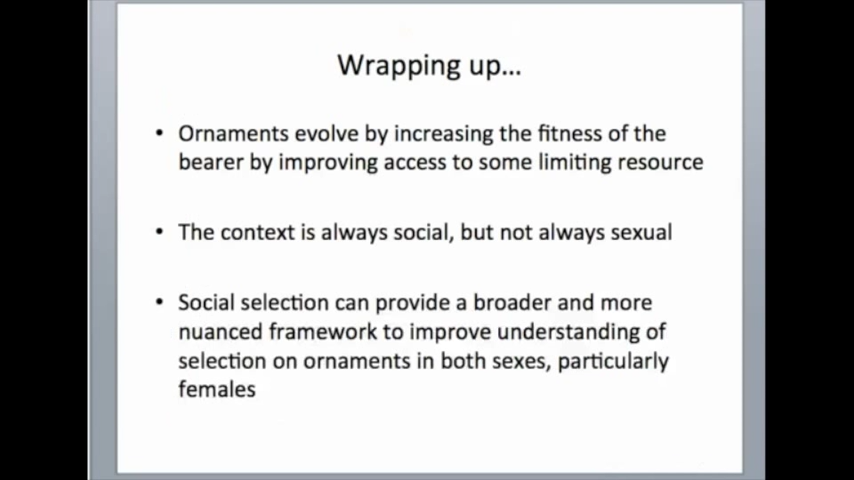 Wrapping up...
• Ornaments evolve by increasing the fitness of the
bearer by improving access to some limiting resource
• The context is always social, but not always sexual
• Social selection can provide a broader and more
nuanced framework to improve understanding of
selection on ornaments in both sexes, particularly
females